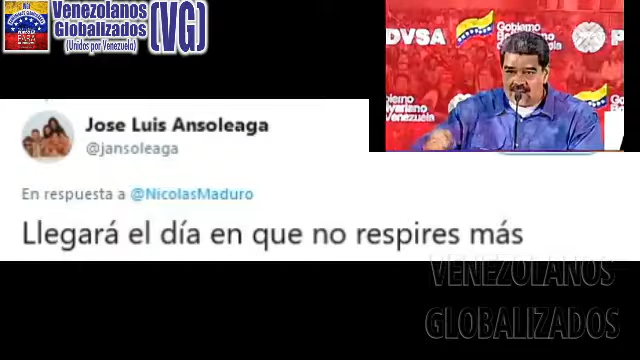 Venezolanos
Globalizados
(Unidos por Venezuela)
(VG)
PDVSA
Gobierno
Bolivariano
de Venezuela
Jose Luis Ansoleaga
@jansoleaga
En respuesta a @NicolasMaduro
Llegará el día en que no respires más
VENEZOLANOS
GLOBALIZADOS